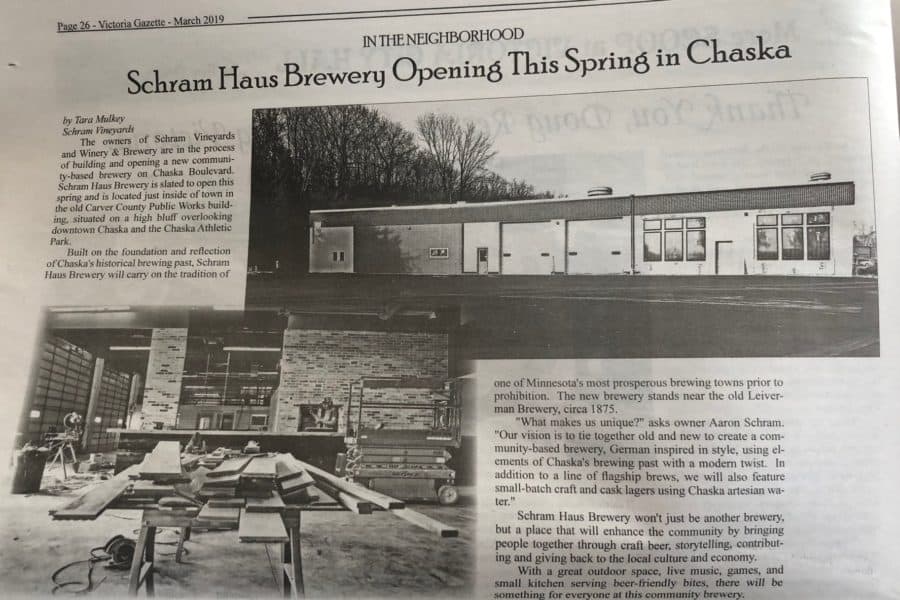 Page 26 - Victoria Gazette - March 2019
IN THE NEIGHBORHOOD
Schram Haus Brewery Opening This Spring in Chaska
by Tara Mulkey
Schram Vineyards
The owners of Schram Vineyards
and Winery & Brewery are in the process
of building and opening a new communi-
ty-based brewery on Chaska Boulevard.
Schram Haus Brewery is slated to open this
spring and is located just inside of town in
the old Carver County Public Works build-
ing, situated on a high bluff overlooking
downtown Chaska and the Chaska Athletic
Park.
Built on the foundation and reflection
of Chaska's historical brewing past, Schram
Haus Brewery will carry on the tradition of
one of Minnesota's most prosperous brewing towns prior to
prohibition. The new brewery stands near the old Leiver-
man Brewery, circa 1875.
"What makes us unique?" asks owner Aaron Schram.
"Our vision is to tie together old and new to create a com-
munity-based brewery, German inspired in style, using el-
ements of Chaska's brewing past with a modern twist. In
addition to a line of flagship brews, we will also feature
small-batch craft and cask lagers using Chaska artesian wa-
ter."
Schram Haus Brewery won't just be another brewery,
but a place that will enhance the community by bringing
people together through craft beer, storytelling, contribut-
ing and giving back to the local culture and economy.
With a great outdoor space, live music, games, and
small kitchen serving beer-friendly bites, there will be
something for everyone at this community brewery.